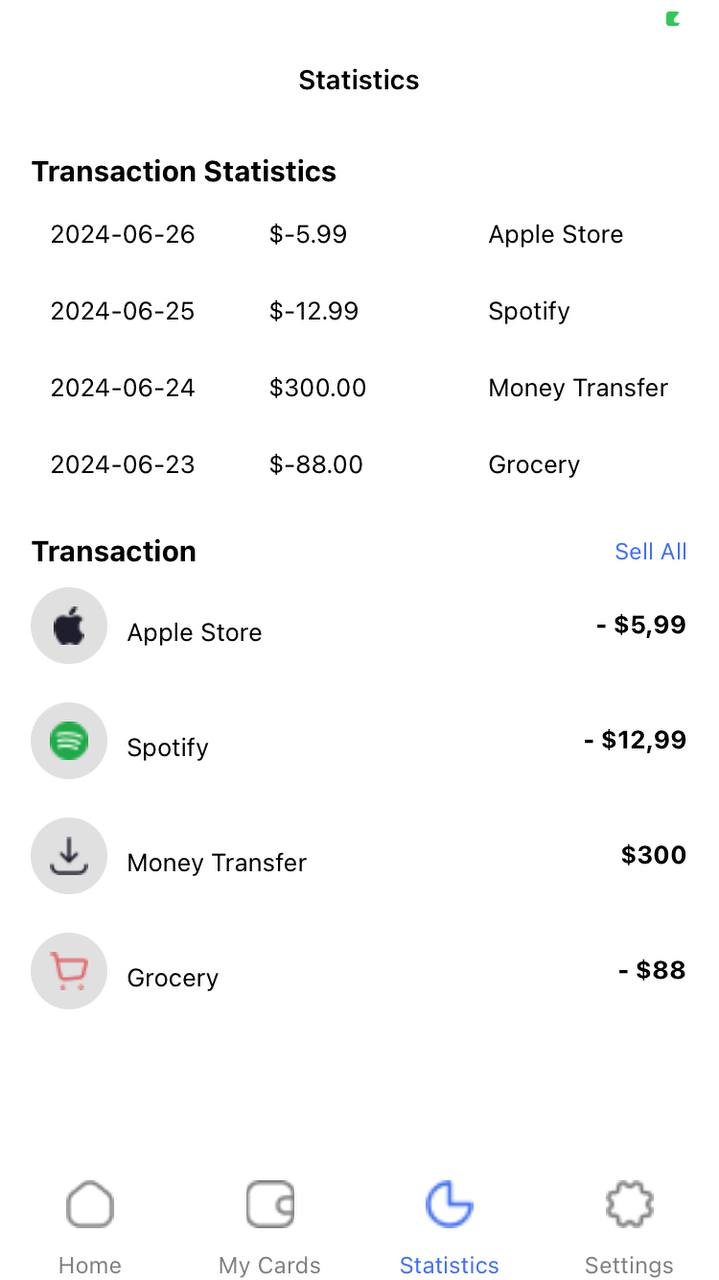 Statistics
Transaction Statistics
2024-06-26 $-5.99 Apple Store
2024-06-25 $-12.99 Spotify
2024-06-24 $300.00 Money Transfer
2024-06-23 $-88.00 Grocery
Transaction Sell All
Apple Store - $5,99
Spotify - $12,99
Money Transfer $300
Grocery - $88
Home My Cards Statistics Settings